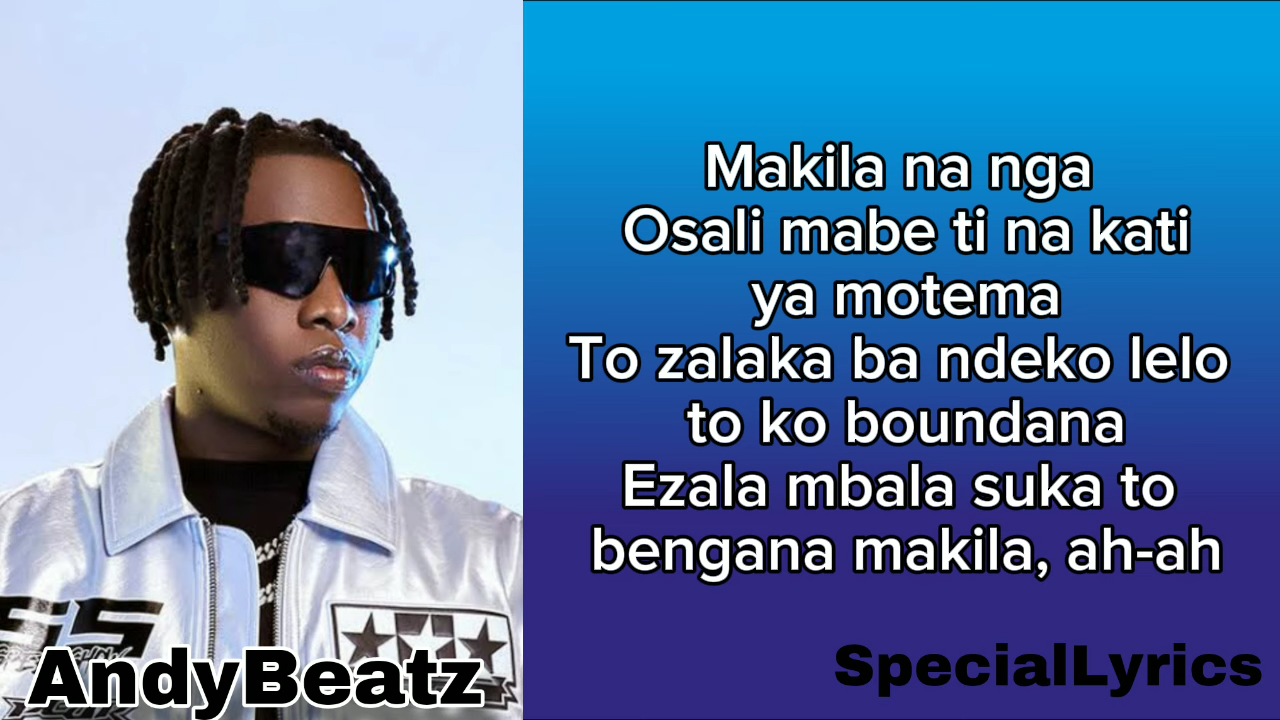 Makila na nga
Osali mabe ti na kati
ya motema
To zalaka ba ndeko lelo
to ko boundana
Ezala mbala suka to
bengana makila, ah-ah
SS
AndyBeatz
SpecialLyrics